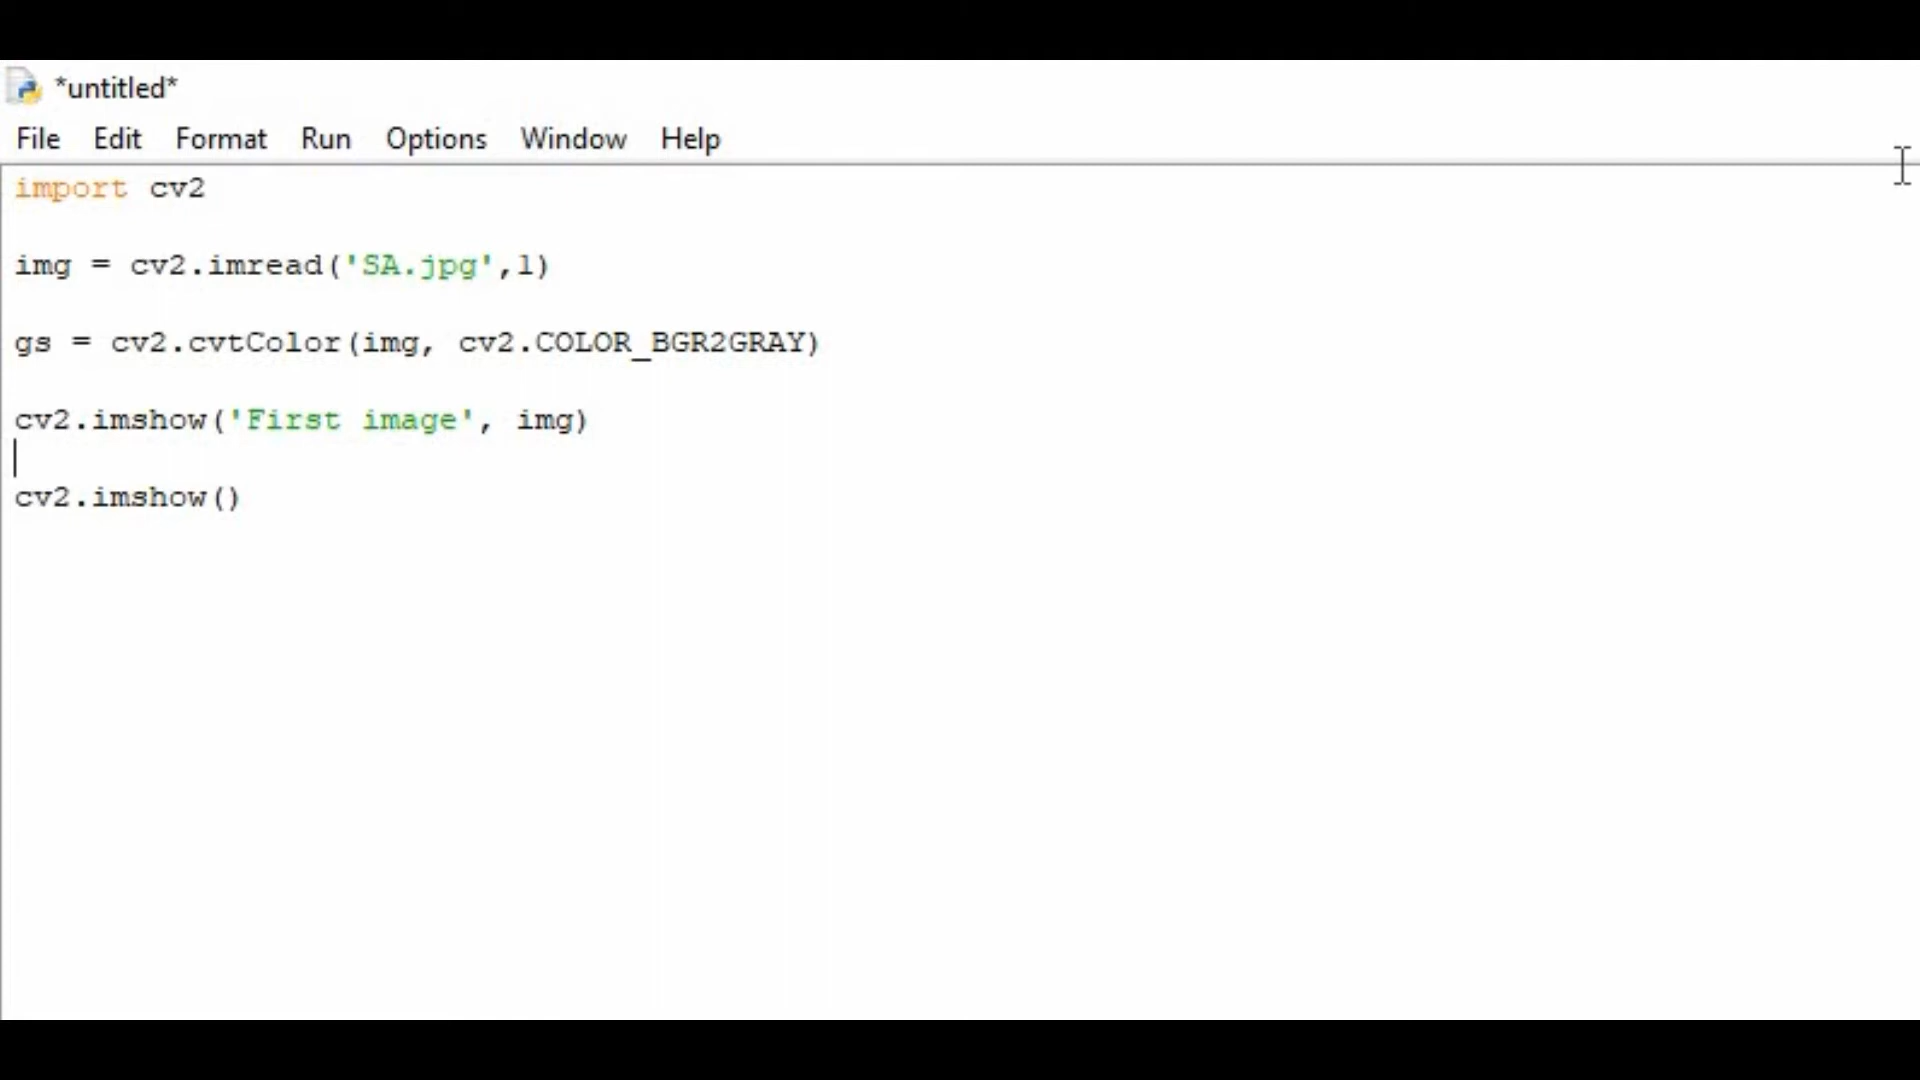 *untitled*
File Edit Format Run Options Window Help
import cv2
img = cv2.imread('SA.jpg',1)
gs = cv2.cvtColor(img, cv2.COLOR_BGR2GRAY)
cv2.imshow('First image', img)
cv2.imshow()